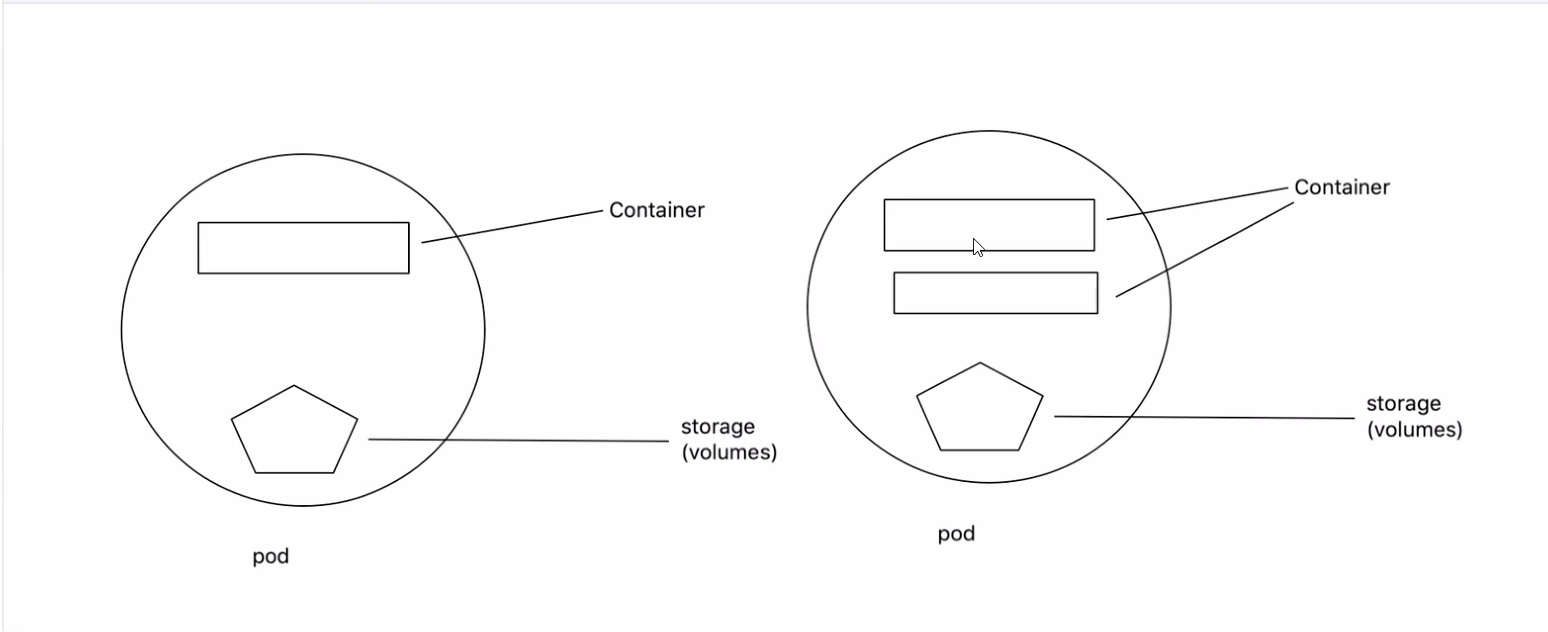 Container
storage
(volumes)
pod
Container
storage
(volumes)
pod